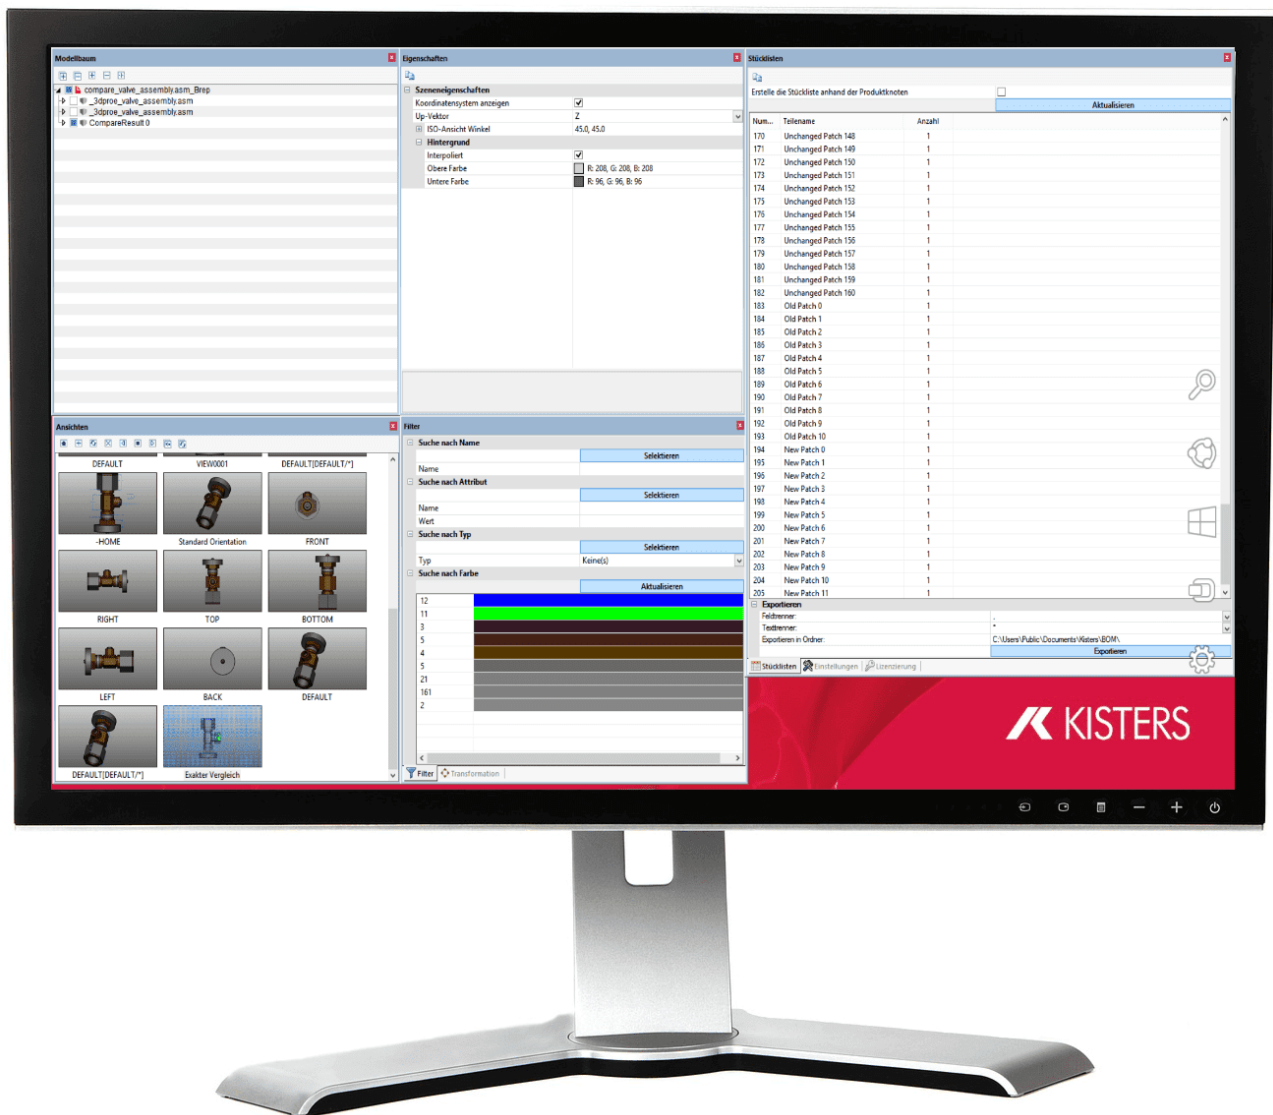 Modellbaum
compare_valve_assembly.asm_Brep
_3dproe_valve_assembly.asm
_3dproe_valve_assembly.asm
CompareResult 0
Eigenschaften
Szeneneigenschaften
Koordinatensystem anzeigen
Up-Vektor Z
ISO-Ansicht Winkel 45.0, 45.0
Hintergrund
Interpoliert
Obere Farbe R: 208, G: 208, B: 208
Untere Farbe R: 96, G: 96, B: 96
Stücklisten
Erstelle die Stückliste anhand der Produktknoten
Aktualisieren
Num... Teilename Anzahl
170 Unchanged Patch 148 1
171 Unchanged Patch 149 1
172 Unchanged Patch 150 1
173 Unchanged Patch 151 1
174 Unchanged Patch 152 1
175 Unchanged Patch 153 1
176 Unchanged Patch 154 1
177 Unchanged Patch 155 1
178 Unchanged Patch 156 1
179 Unchanged Patch 157 1
180 Unchanged Patch 158 1
181 Unchanged Patch 159 1
182 Unchanged Patch 160 1
183 Old Patch 0 1
184 Old Patch 1 1
185 Old Patch 2 1
186 Old Patch 3 1
187 Old Patch 4 1
188 Old Patch 5 1
189 Old Patch 6 1
190 Old Patch 7 1
191 Old Patch 8 1
192 Old Patch 9 1
193 Old Patch 10 1
194 New Patch 0 1
195 New Patch 1 1
196 New Patch 2 1
197 New Patch 3 1
198 New Patch 4 1
199 New Patch 5 1
200 New Patch 6 1
201 New Patch 7 1
202 New Patch 8 1
203 New Patch 9 1
204 New Patch 10 1
205 New Patch 11 1
Exportieren
Feldtrenner:
Texttrenner: "
Exportieren in Ordner: C:\Users\Public\Documents\Kisters\BOM\
Exportieren
Stücklisten Einstellungen Lizenzierung
Ansichten
DEFAULT VIEW0001 DEFAULT[DEFAULT/*]
-HOME Standard Orientation FRONT
RIGHT TOP BOTTOM
LEFT BACK DEFAULT
DEFAULT[DEFAULT/*] Exakter Vergleich
Filter
Suche nach Name
Selektieren
Name
Suche nach Attribut
Selektieren
Name
Wert
Suche nach Typ
Selektieren
Typ Keine(s)
Suche nach Farbe
Aktualisieren
12
11
3
5
4
5
21
161
2
Filter Transformation
KISTERS